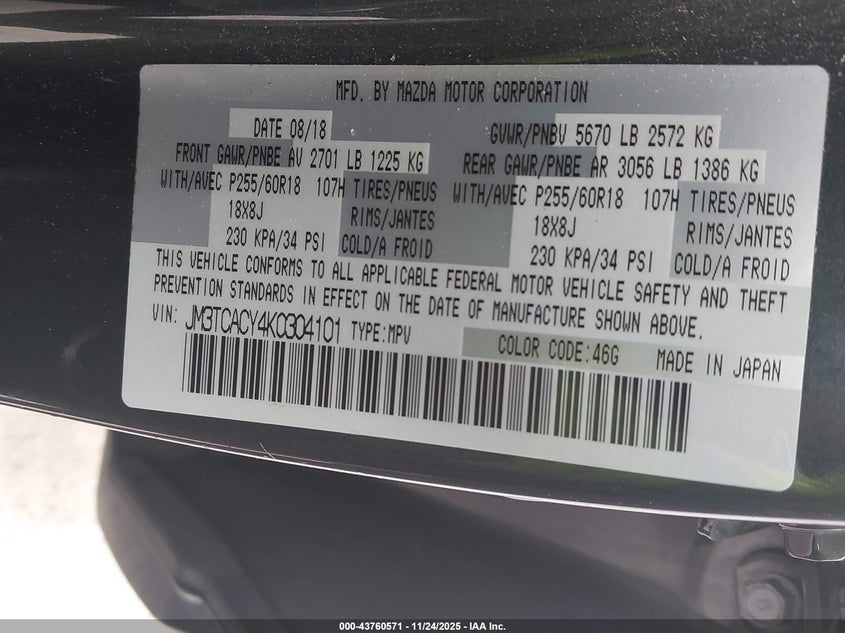 MFD. BY MAZDA MOTOR CORPORATION
DATE 08/18
GVWR/PNBV 5670 LB 2572 KG
FRONT GAWR/PNBE AV 2701 LB 1225 KG
REAR GAWR/PNBE AR 3056 LB 1386 KG
WITH/AVEC P255/60R18 107H TIRES/PNEUS
WITH/AVEC P255/60R18 107H TIRES/PNEUS
18X8J RIMS/JANTES
18X8J RIMS/JANTES
230 KPA/34 PSI COLD/A FROID
230 KPA/34 PSI COLD/A FROID
THIS VEHICLE CONFORMS TO ALL APPLICABLE FEDERAL MOTOR VEHICLE SAFETY AND THEFT
PREVENTION STANDARDS IN EFFECT ON THE DATE OF MANUFACTURE SHOWN ABOVE.
VIN: JM3TCACY4K0304101 TYPE:MPV
COLOR CODE:46G MADE IN JAPAN
000-43760571 - 11/24/2025 - IAA Inc.